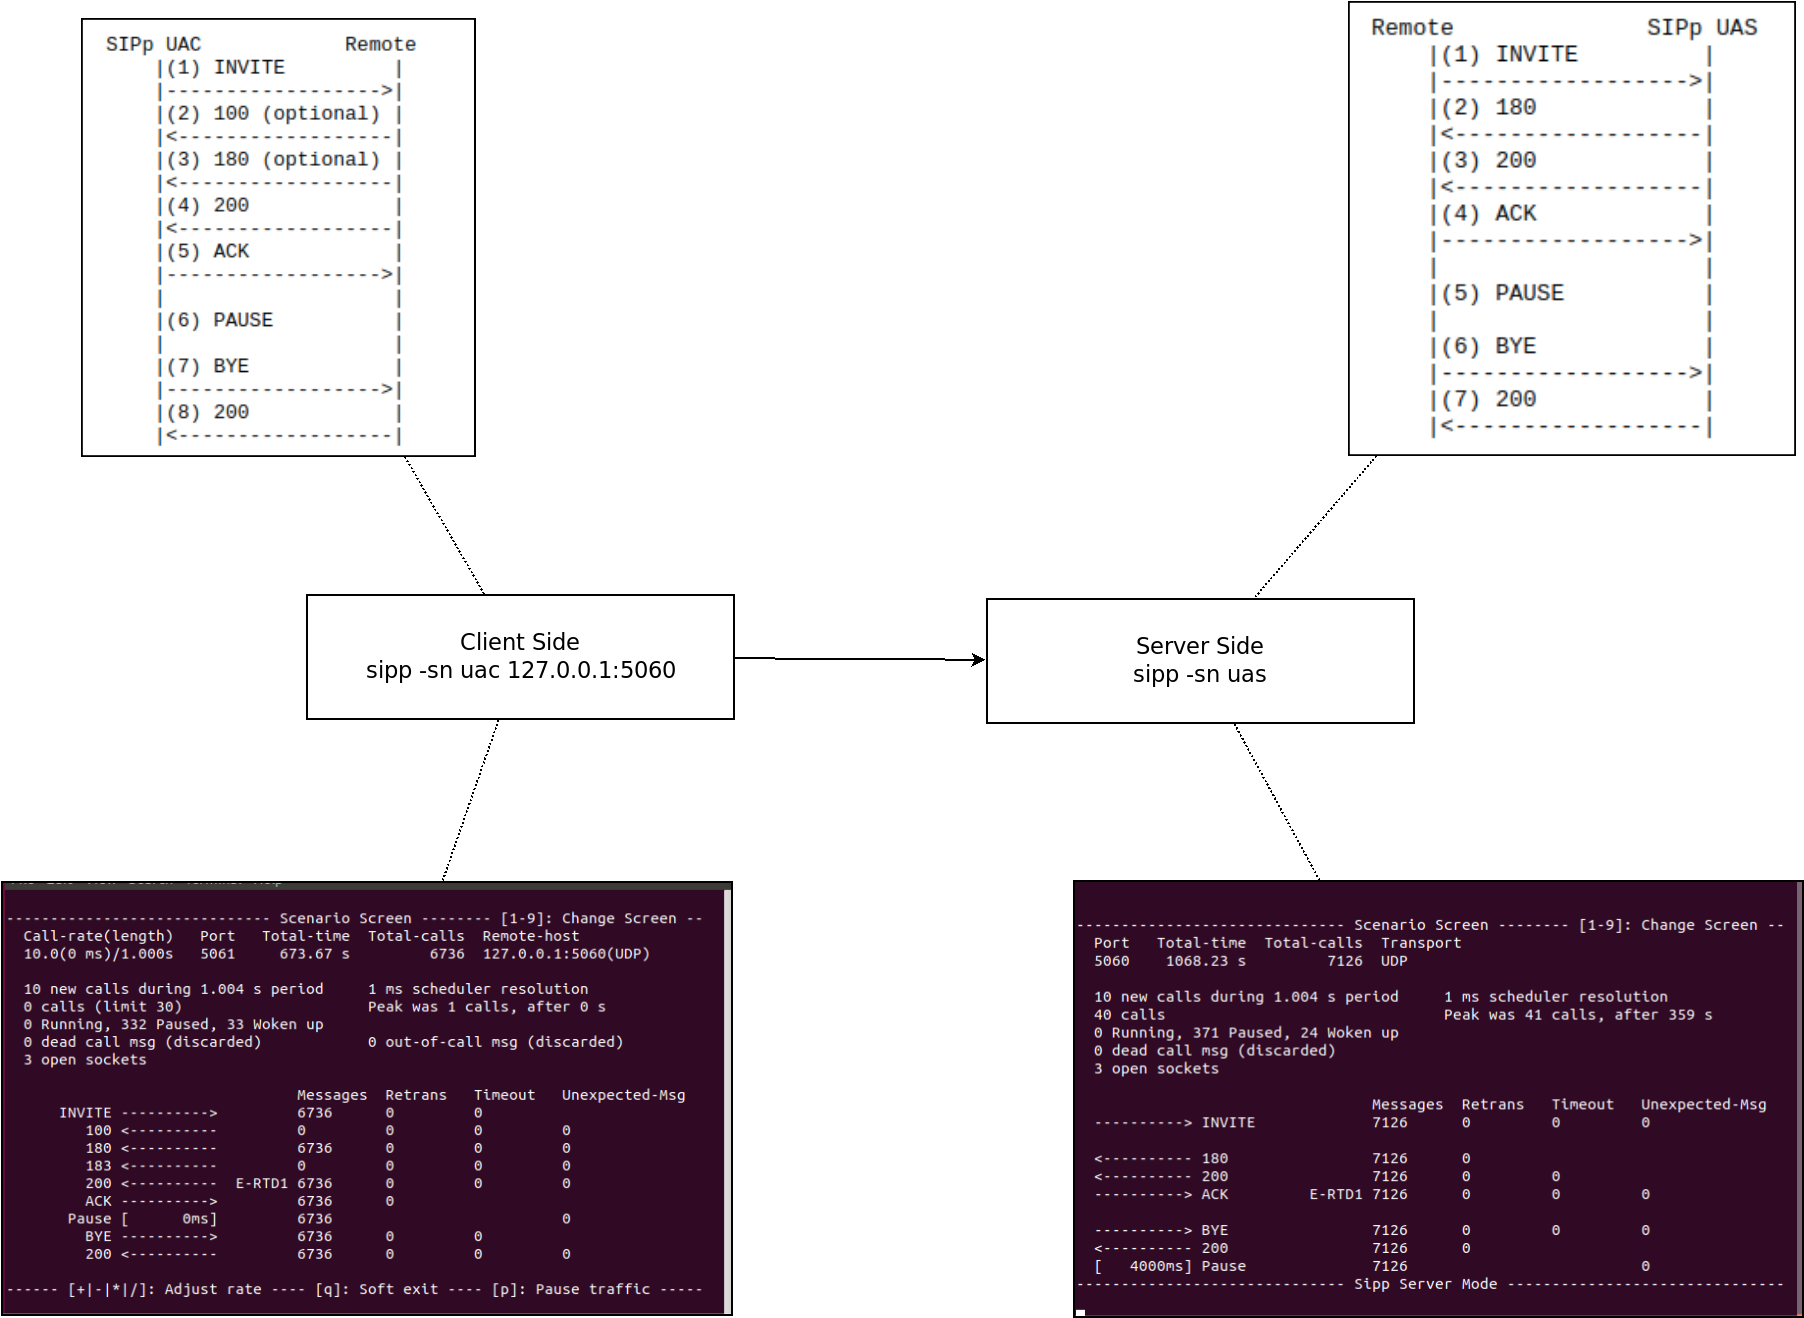 SIPp UAC                Remote
    |(1) INVITE         |
    |------------------>|
    |(2) 100 (optional) |
    |<------------------|
    |(3) 180 (optional) |
    |<------------------|
    |(4) 200            |
    |<------------------|
    |(5) ACK            |
    |------------------>|
    |                   |
    |(6) PAUSE          |
    |                   |
    |(7) BYE            |
    |------------------>|
    |(8) 200            |
    |<------------------|
Remote              SIPp UAS
    |(1) INVITE         |
    |------------------>|
    |(2) 180            |
    |<------------------|
    |(3) 200            |
    |<------------------|
    |(4) ACK            |
    |------------------>|
    |                   |
    |(5) PAUSE          |
    |                   |
    |(6) BYE            |
    |------------------>|
    |(7) 200            |
    |<------------------|
Client Side
sipp -sn uac 127.0.0.1:5060
Server Side
sipp -sn uas
------------------------------ Scenario Screen -------- [1-9]: Change Screen --
  Call-rate(length)   Port   Total-time  Total-calls  Remote-host
  10.0(0 ms)/1.000s   5061     673.67 s         6736  127.0.0.1:5060(UDP)
  10 new calls during 1.004 s period     1 ms scheduler resolution
  0 calls (limit 30)                     Peak was 1 calls, after 0 s
  0 Running, 332 Paused, 33 Woken up
  0 dead call msg (discarded)            0 out-of-call msg (discarded)
  3 open sockets
                                 Messages  Retrans   Timeout   Unexpected-Msg
      INVITE ---------->         6736      0         0
         100 <----------         0         0         0         0
         180 <----------         6736      0         0         0
         183 <----------         0         0         0         0
         200 <----------  E-RTD1 6736      0         0         0
         ACK ---------->         6736      0
       Pause [      0ms]         6736                          0
         BYE ---------->         6736      0         0
         200 <----------         6736      0         0         0
------ [+|-|*|/]: Adjust rate ---- [q]: Soft exit ---- [p]: Pause traffic -----
------------------------------ Scenario Screen -------- [1-9]: Change Screen --
  Port   Total-time  Total-calls  Transport
  5060    1068.23 s         7126  UDP
  10 new calls during 1.004 s period     1 ms scheduler resolution
  40 calls                               Peak was 41 calls, after 359 s
  0 Running, 371 Paused, 24 Woken up
  0 dead call msg (discarded)
  3 open sockets
                                 Messages  Retrans   Timeout   Unexpected-Msg
  ----------> INVITE             7126      0         0         0
  <---------- 180                7126      0
  <---------- 200                7126      0         0
  ----------> ACK         E-RTD1 7126      0         0         0
  ----------> BYE                7126      0         0         0
  <---------- 200                7126      0
  [   4000ms] Pause              7126                          0
------------------------------ Sipp Server Mode -------------------------------